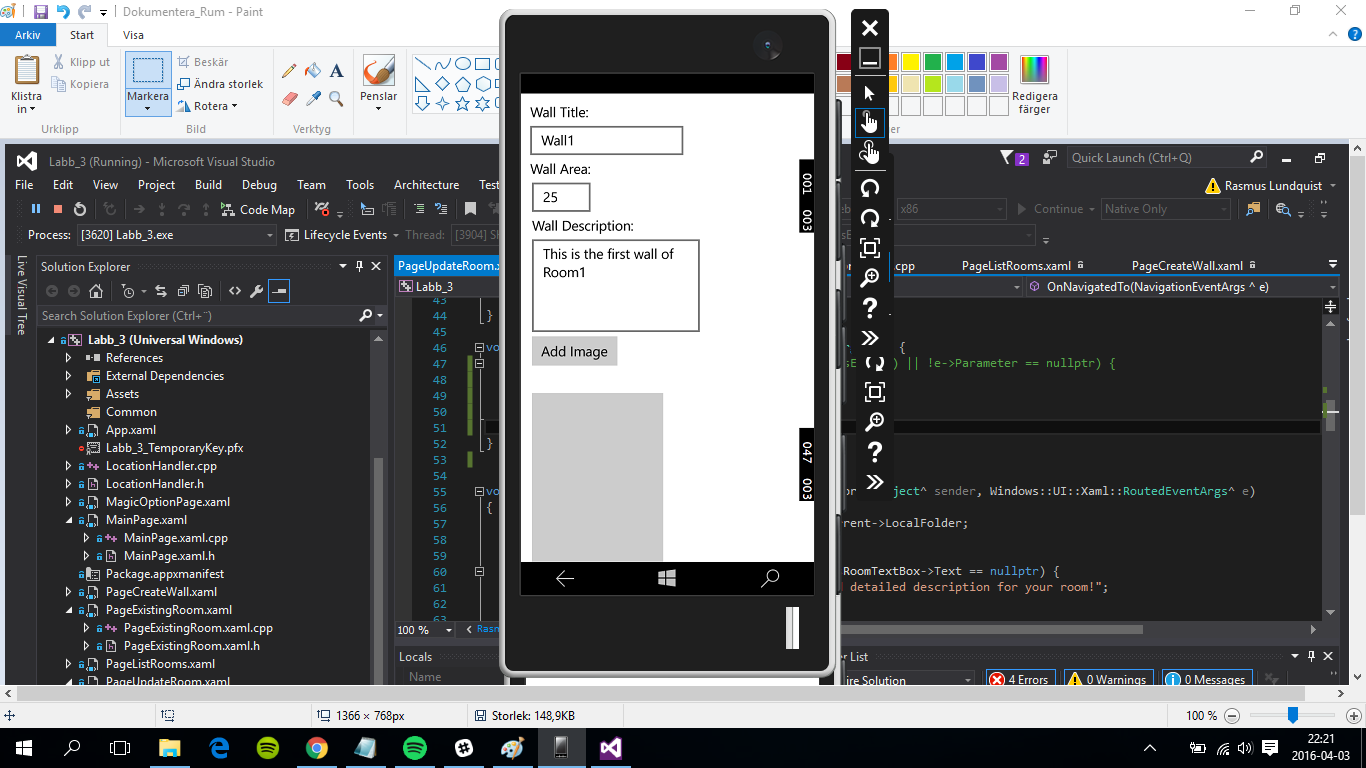 Dokumentera_Rum - Paint
Arkiv
Start
Visa
Klistra in
Klipp ut
Kopiera
Urklipp
Markera
Beskär
Ändra storlek
Rotera
Bild
Verktyg
Penslar
Redigera färger
er
Labb_3 (Running) - Microsoft Visual Studio
2
Quick Launch (Ctrl+Q)
File Edit View Project Build Debug Team Tools Architecture Test
Rasmus Lundquist
Code Map
x86
Continue
Native Only
Process: [3620] Labb_3.exe
Lifecycle Events
Thread:
Live Visual Tree
Solution Explorer
Search Solution Explorer (Ctrl+¨)
Labb_3 (Universal Windows)
References
External Dependencies
Assets
Common
App.xaml
Labb_3_TemporaryKey.pfx
LocationHandler.cpp
LocationHandler.h
MagicOptionPage.xaml
MainPage.xaml
MainPage.xaml.cpp
MainPage.xaml.h
Package.appxmanifest
PageCreateWall.xaml
PageExistingRoom.xaml
PageExistingRoom.xaml.cpp
PageExistingRoom.xaml.h
PageListRooms.xaml
PageUpdateRoom.xaml
PageUpdateRoom.x
.cpp
PageListRooms.xaml
PageCreateWall.xaml
Labb_3
OnNavigatedTo(NavigationEventArgs ^ e)
43
44 }
45
46 vo
47 {
) || !e->Parameter == nullptr) {
48
49
50
51
52 }
53
54
55 vo
ject^ sender, Windows::UI::Xaml::RoutedEventArgs^ e)
56 {
57
rent->LocalFolder;
58
59
60
RoomTextBox->Text == nullptr) {
61
detailed description for your room!";
62
63
100 %
Wall Title:
Wall1
Wall Area:
25
Wall Description:
This is the first wall of
Room1
Add Image
001 003
047 003
Locals
Name
er List
ire Solution
4 Errors
0 Warnings
0 Messages
1366 × 768px
Storlek: 148,9KB
100 %
22:21
2016-04-03